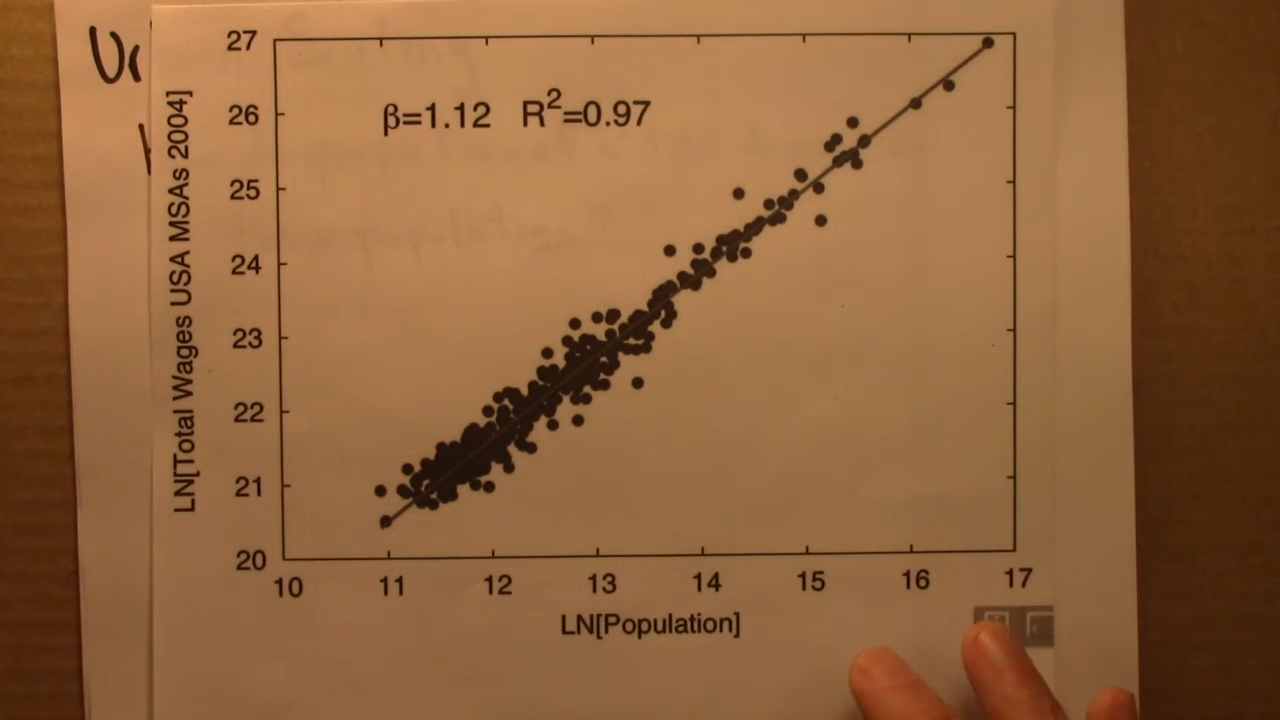 Ur
27
26
25
24
23
22
21
20
β=1.12 R²=0.97
LN[Total Wages USA MSAs 2004]
10 11 12 13 14 15 16 17
LN[Population]